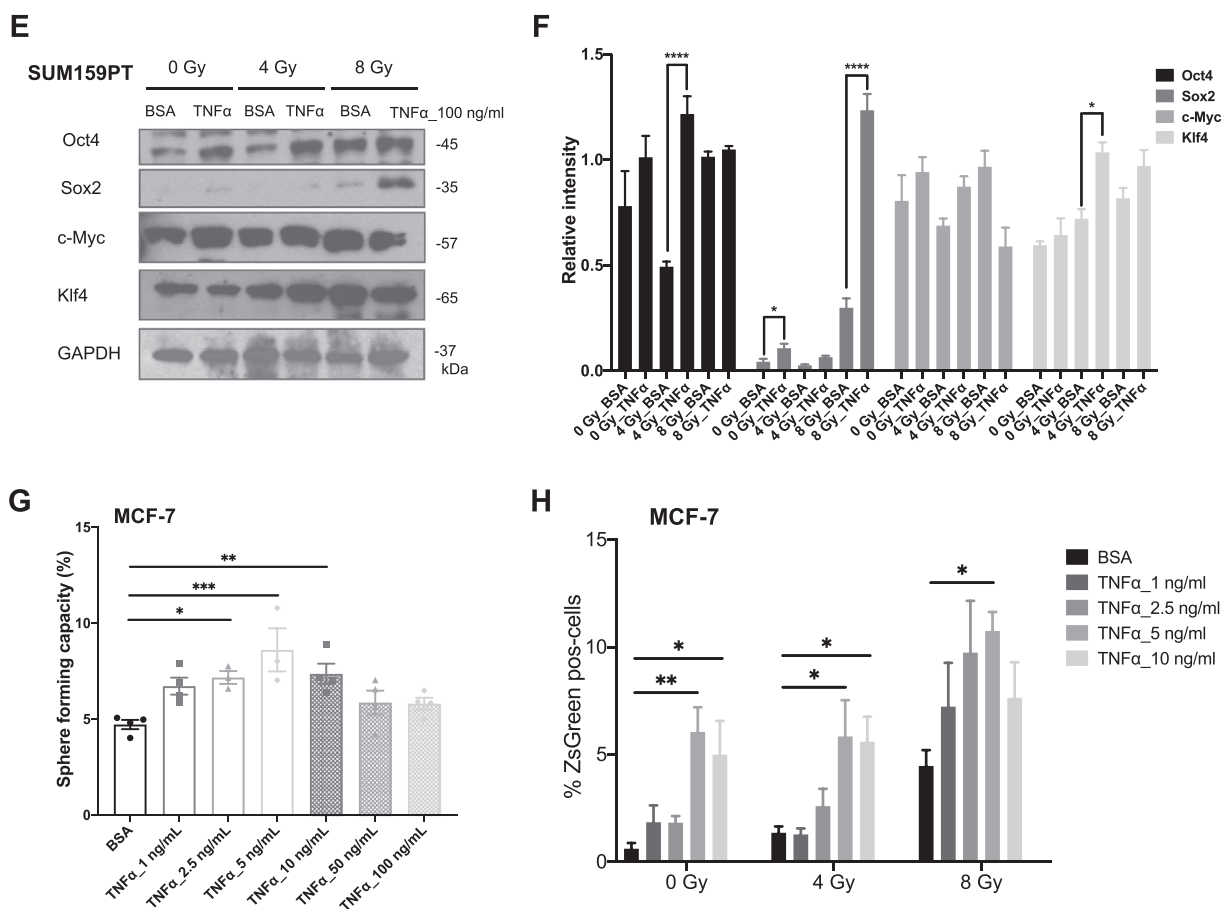 E
SUM159PT
0 Gy 4 Gy 8 Gy
BSA TNFα BSA TNFα BSA TNFα_100 ng/ml
Oct4 -45
Sox2 -35
c-Myc -57
Klf4 -65
GAPDH -37
kDa
F
Relative intensity
1.5
1.0
0.5
0.0
**** **** * *
Oct4
Sox2
c-Myc
Klf4
0 Gy_BSA
0 Gy_TNFα
4 Gy_BSA
4 Gy_TNFα
8 Gy_BSA
8 Gy_TNFα
0 Gy_BSA
0 Gy_TNFα
4 Gy_BSA
4 Gy_TNFα
8 Gy_BSA
8 Gy_TNFα
0 Gy_BSA
0 Gy_TNFα
4 Gy_BSA
4 Gy_TNFα
8 Gy_BSA
8 Gy_TNFα
0 Gy_BSA
0 Gy_TNFα
4 Gy_BSA
4 Gy_TNFα
8 Gy_BSA
8 Gy_TNFα
G
MCF-7
Sphere forming capacity (%)
15
10
5
0
**
***
*
BSA
TNFα_1 ng/mL
TNFα_2.5 ng/mL
TNFα_5 ng/mL
TNFα_10 ng/mL
TNFα_50 ng/mL
TNFα_100 ng/mL
H
MCF-7
% ZsGreen pos-cells
15
10
5
0
*
**
*
*
*
0 Gy 4 Gy 8 Gy
BSA
TNFα_1 ng/ml
TNFα_2.5 ng/ml
TNFα_5 ng/ml
TNFα_10 ng/ml